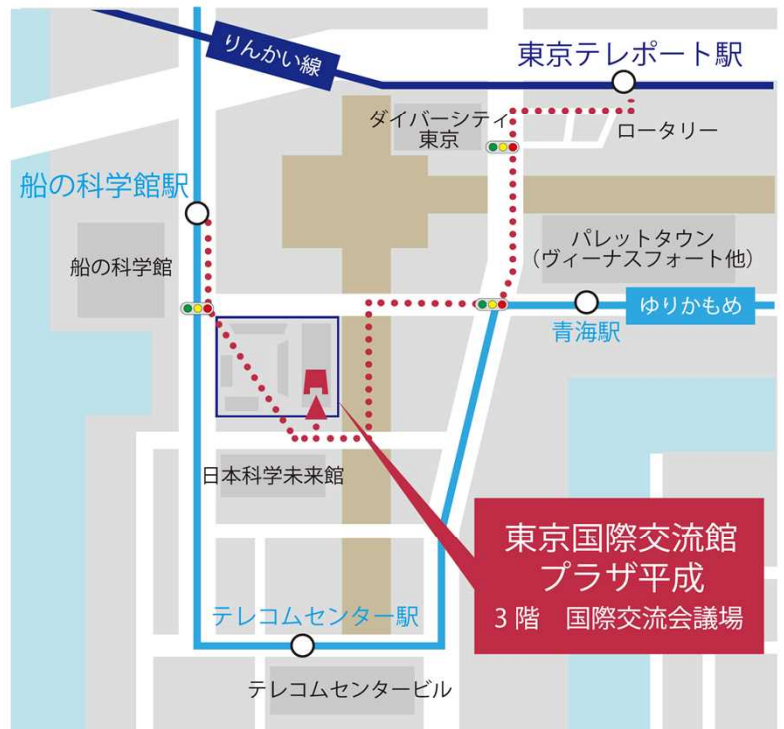 りんかい線
東京テレポート駅
ダイバーシティ
東京
ロータリー
船の科学館駅
船の科学館
パレットタウン
(ヴィーナスフォート他)
ゆりかもめ
青海駅
日本科学未来館
東京国際交流館
プラザ平成
3階 国際交流会議場
テレコムセンター駅
テレコムセンタービル